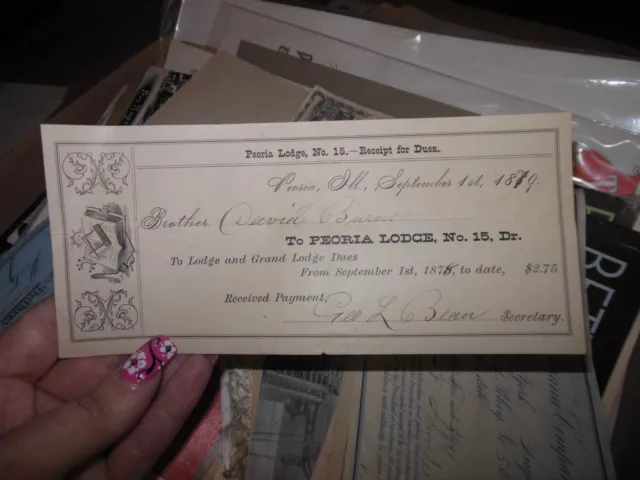 Peoria Lodge, No. 15.—Receipt for Dues.
Peoria, Ill., September 1st, 1879.
Brother David Burns
To PEORIA LODGE, No. 15, Dr.
To Lodge and Grand Lodge Dues
From September 1st, 1878, to date, $2.75
Received Payment,
Geo L Bean Secretary.